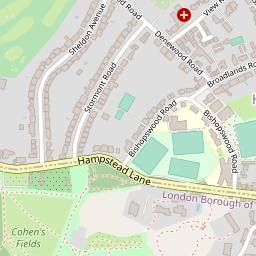 Sheldon Avenue
View
Denewood Road
Broadlands
Stormont Road
Bishopswood Road
Bishopswood Road
H
Hampstead Lane
London Borough of
Cohen's
Fields